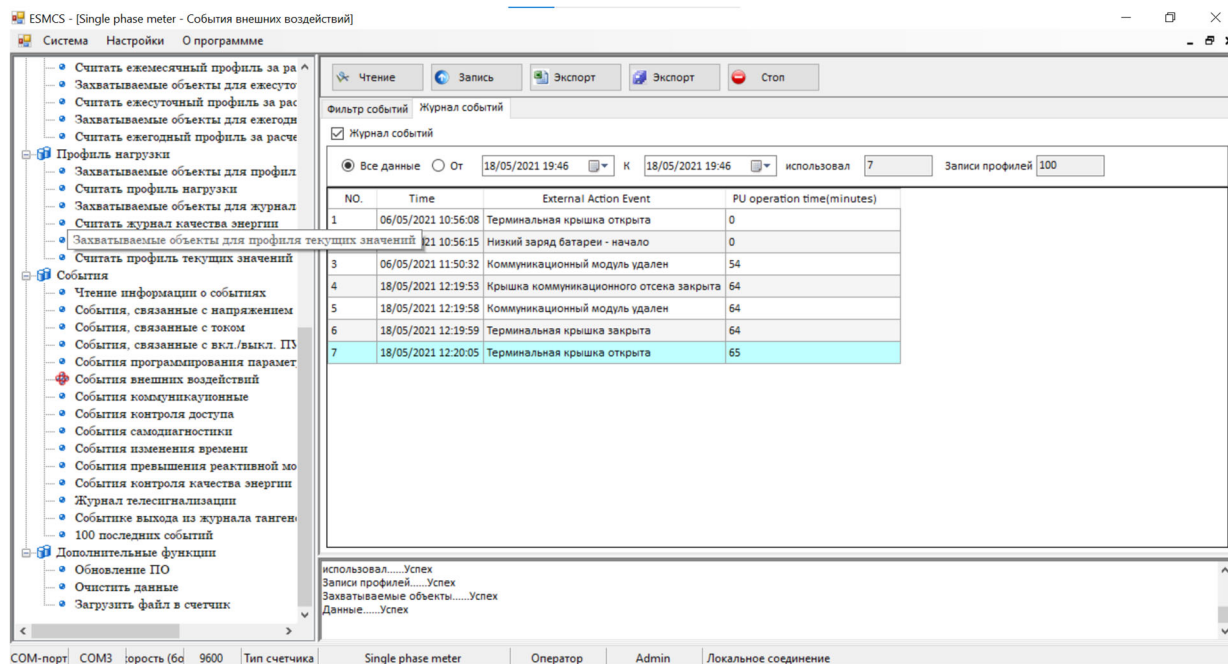 ESMCS - [Single phase meter - События внешних воздействий]
Система Настройки О программме
Считать ежемесячный профиль за ра
Захватываемые объекты для ежесуто
Считать ежесуточный профиль за рас
Захватываемые объекты для ежегодн
Считать ежегодный профиль за расче
Профиль нагрузки
Захватываемые объекты для профил
Считать профиль нагрузки
Захватываемые объекты для журнал
Считать журнал качества энергии
Захватываемые объекты для профиля текущих значений
Считать профиль текущих значений
События
Чтение информации о событиях
События, связанные с напряжением
События, связанные с током
События, связанные с вкл./выкл. ПУ
События программирования парамет
События внешних воздействий
События коммуникауионные
События контроля доступа
События самодиагностики
События изменения времени
События превышения реактивной мо
События контроля качества энергии
Журнал телесигнализации
Событике выхода из журнала танген
100 последних событий
Дополнительные функции
Обновление ПО
Очистить данные
Загрузить файл в счетчик
Чтение Запись Экспорт Экспорт Стоп
Фильтр событий Журнал событий
Журнал событий
Все данные От 18/05/2021 19:46 К 18/05/2021 19:46 использовал 7 Записи профилей 100
NO. Time External Action Event PU operation time(minutes)
1 06/05/2021 10:56:08 Терминальная крышка открыта 0
21 10:56:15 Низкий заряд батареи - начало 0
3 06/05/2021 11:50:32 Коммуникационный модуль удален 54
4 18/05/2021 12:19:53 Крышка коммуникационного отсека закрыта 64
5 18/05/2021 12:19:58 Коммуникационный модуль удален 64
6 18/05/2021 12:19:59 Терминальная крышка закрыта 64
7 18/05/2021 12:20:05 Терминальная крышка открыта 65
использовал......Успех
Записи профилей......Успех
Захватываемые объекты......Успех
Данные......Успех
COM-порт COM3 корость (бо 9600 Тип счетчика Single phase meter Оператор Admin Локальное соединение